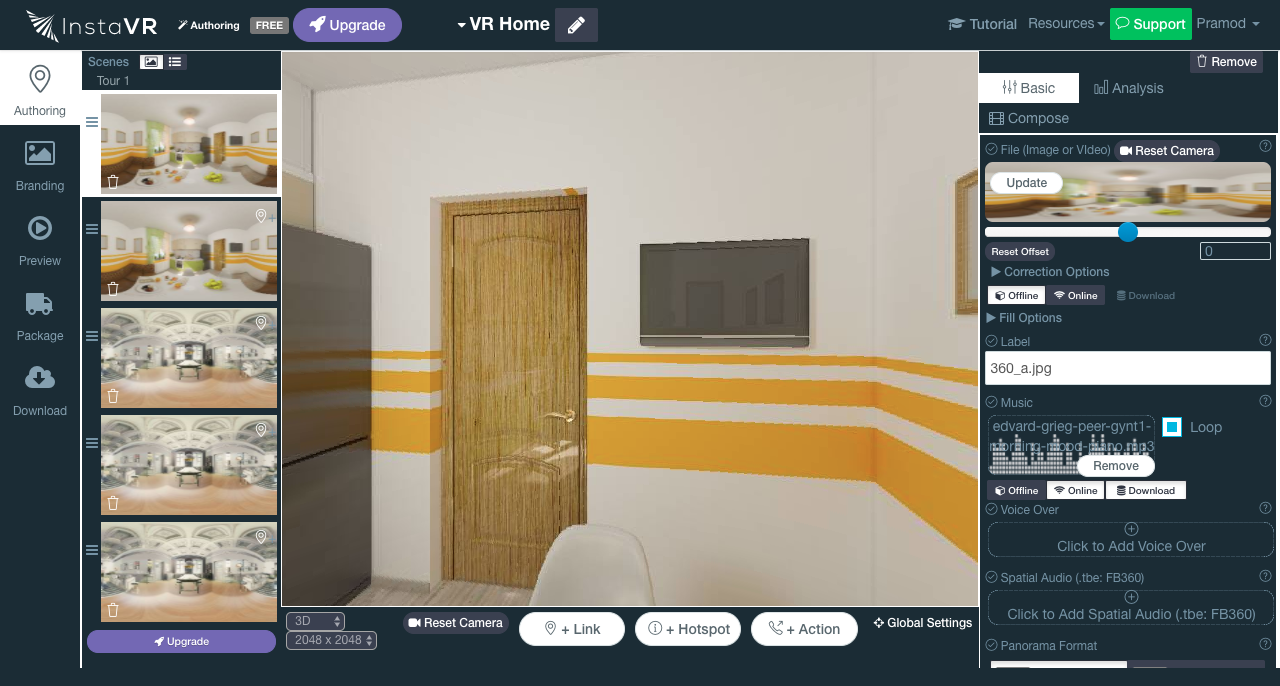 InstaVR
Authoring
FREE
Upgrade
VR Home
Tutorial
Resources
Support
Pramod
Scenes
Tour 1
Authoring
Branding
Preview
Package
Download
Upgrade
3D
2048 x 2048
Reset Camera
+ Link
+ Hotspot
+ Action
Global Settings
Remove
Basic
Analysis
Compose
File (Image or VIdeo)
Reset Camera
Update
Reset Offset
0
Correction Options
Offline
Online
Download
Fill Options
Label
360_a.jpg
Music
edvard-grieg-peer-gynt1-
morning-mood-piano.mp3
Loop
Remove
Offline
Online
Download
Voice Over
Click to Add Voice Over
Spatial Audio (.tbe: FB360)
Click to Add Spatial Audio (.tbe: FB360)
Panorama Format